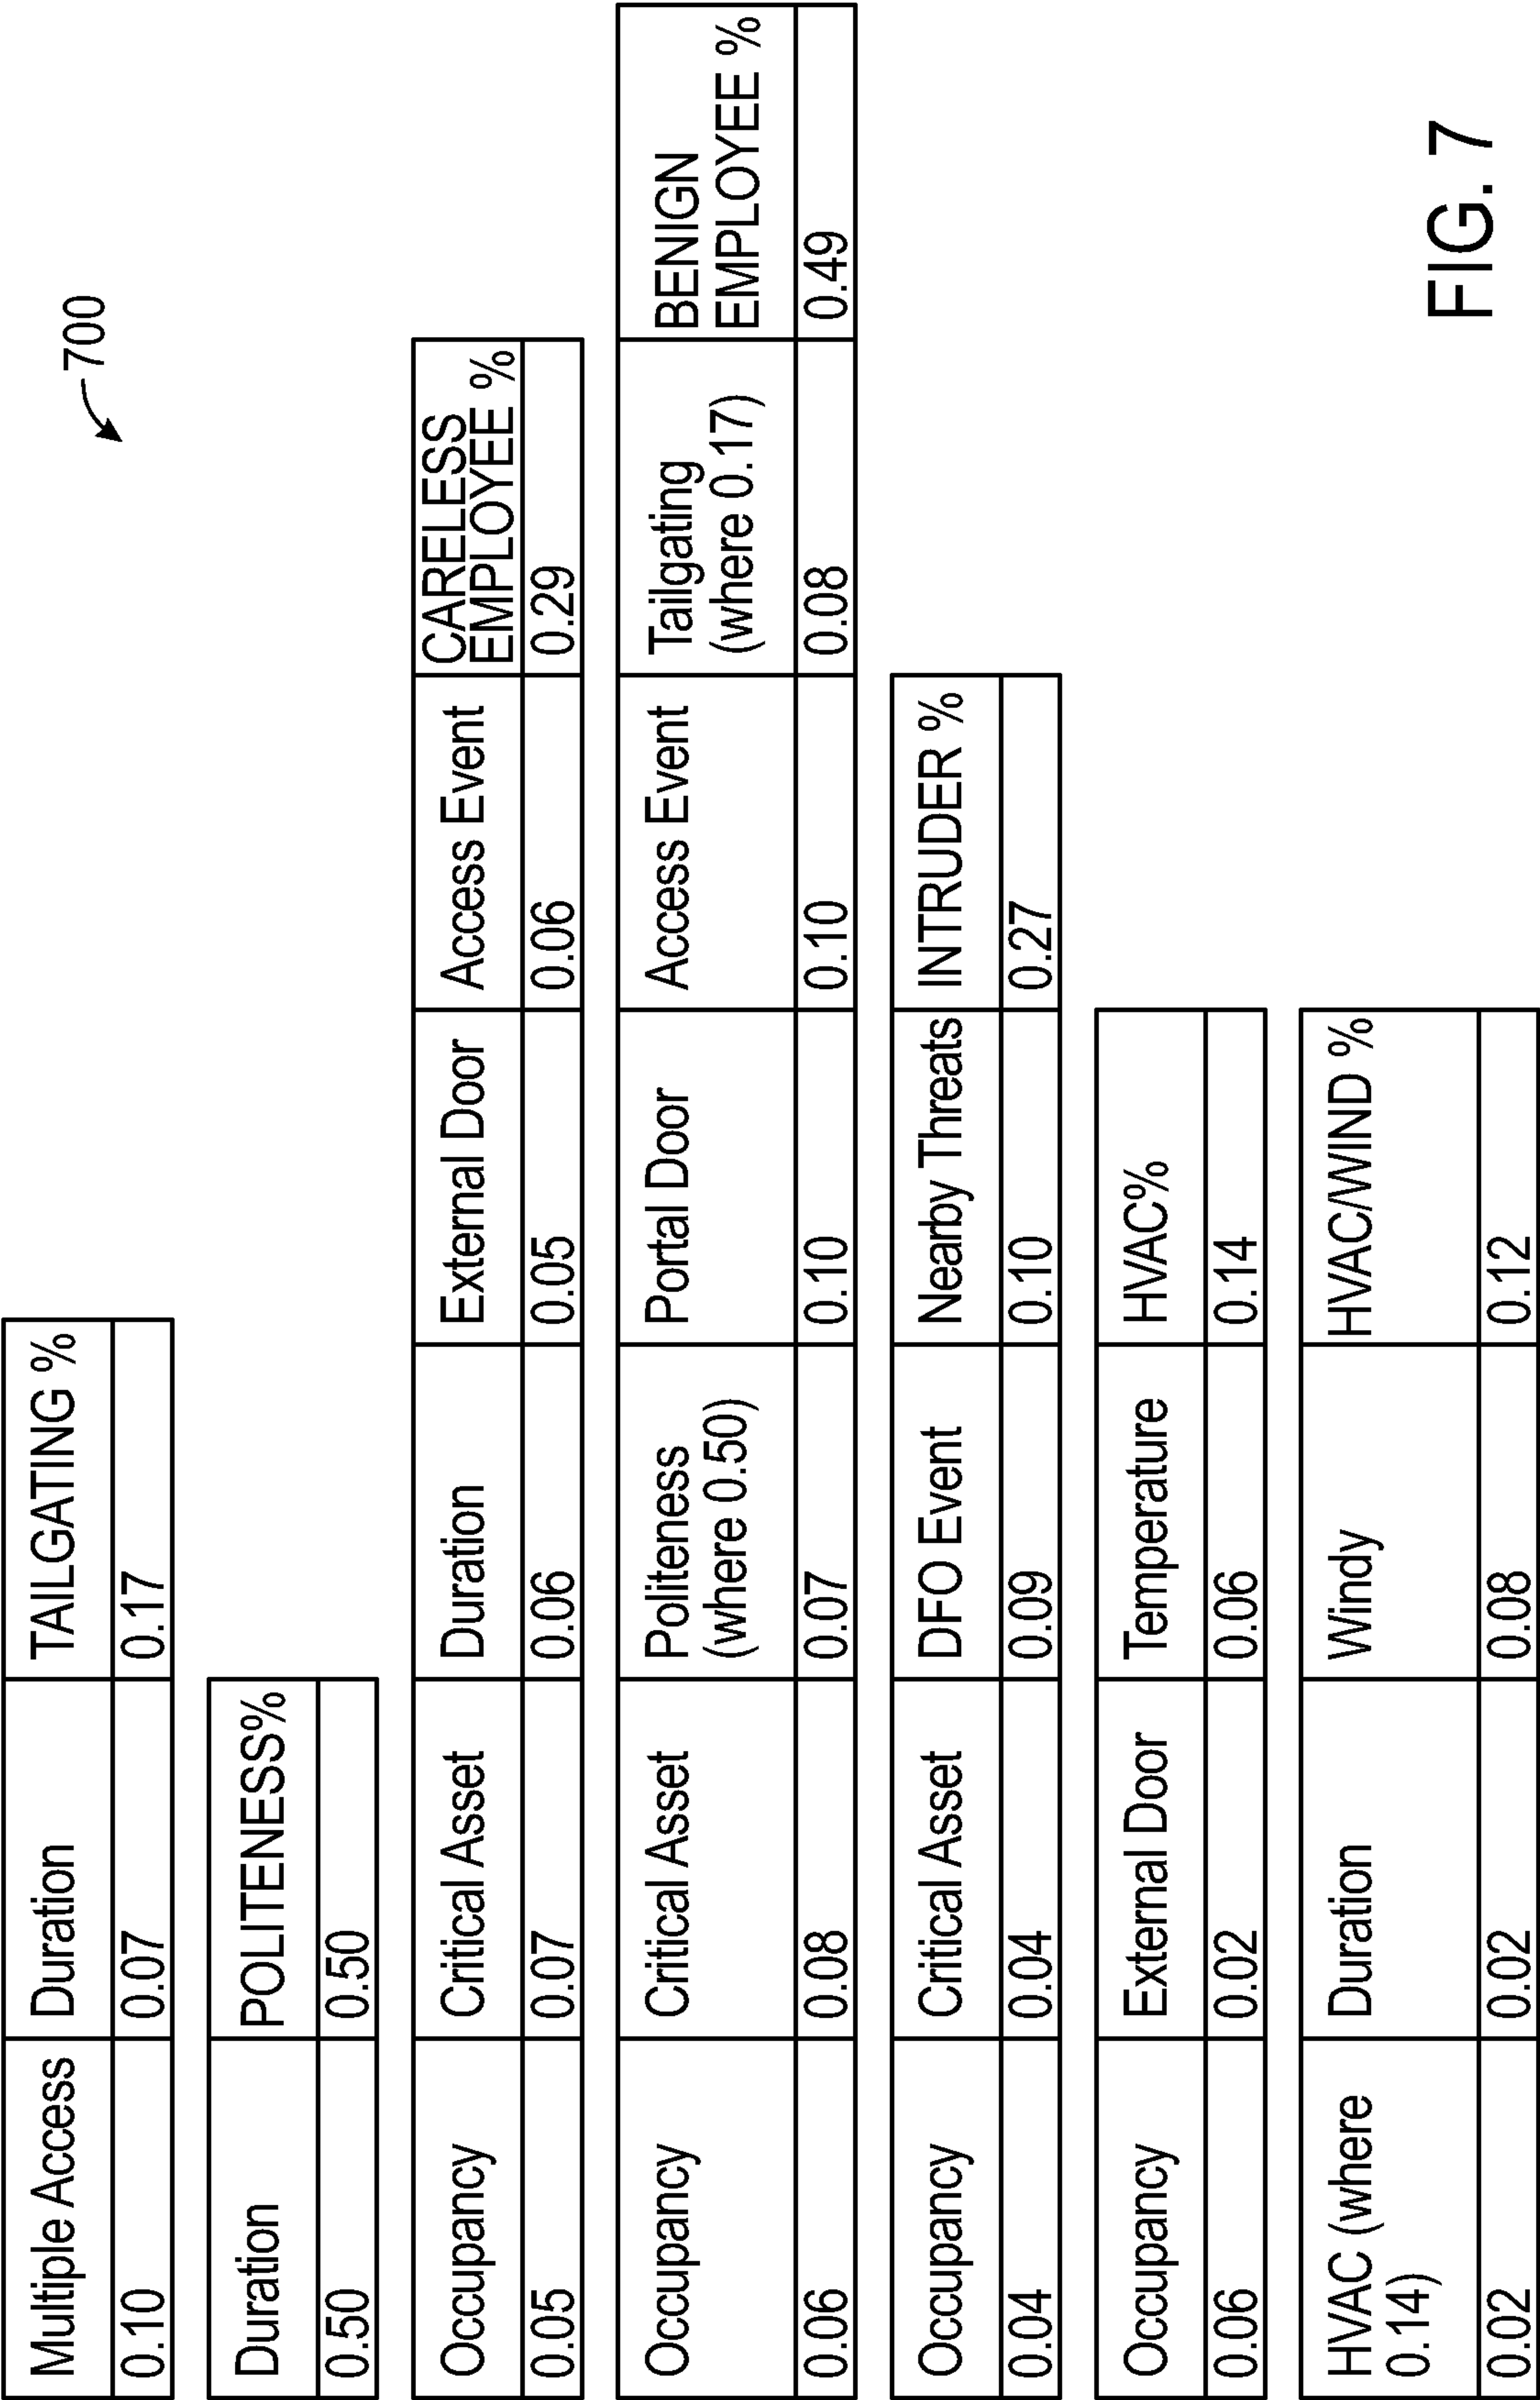 700
Multiple Access Duration TAILGATING %
0.10 0.07 0.17
Duration POLITENESS%
0.50 0.50
Occupancy Critical Asset Duration External Door Access Event CARELESS
EMPLOYEE %
0.05 0.07 0.06 0.05 0.06 0.29
Occupancy Critical Asset Politeness Portal Door Access Event Tailgating BENIGN
(where 0.50) (where 0.17) EMPLOYEE %
0.06 0.08 0.07 0.10 0.10 0.08 0.49
Occupancy Critical Asset DFO Event Nearby Threats INTRUDER %
0.04 0.04 0.09 0.10 0.27
Occupancy External Door Temperature HVAC%
0.06 0.02 0.06 0.14
HVAC (where Duration Windy HVAC/WIND %
0.14)
0.02 0.02 0.08 0.12
FIG. 7